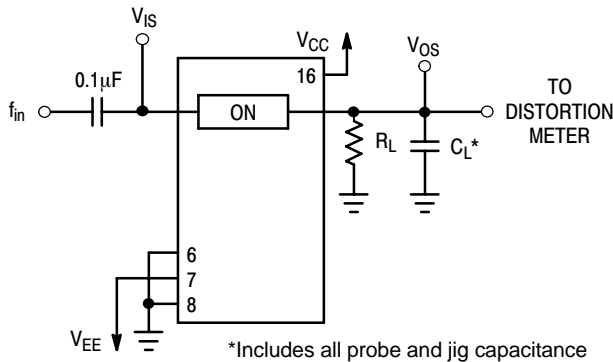 V_IS
V_CC
V_OS
16
0.1μF
f_in
ON
TO
DISTORTION
METER
R_L
C_L*
6
7
8
V_EE
*Includes all probe and jig capacitance